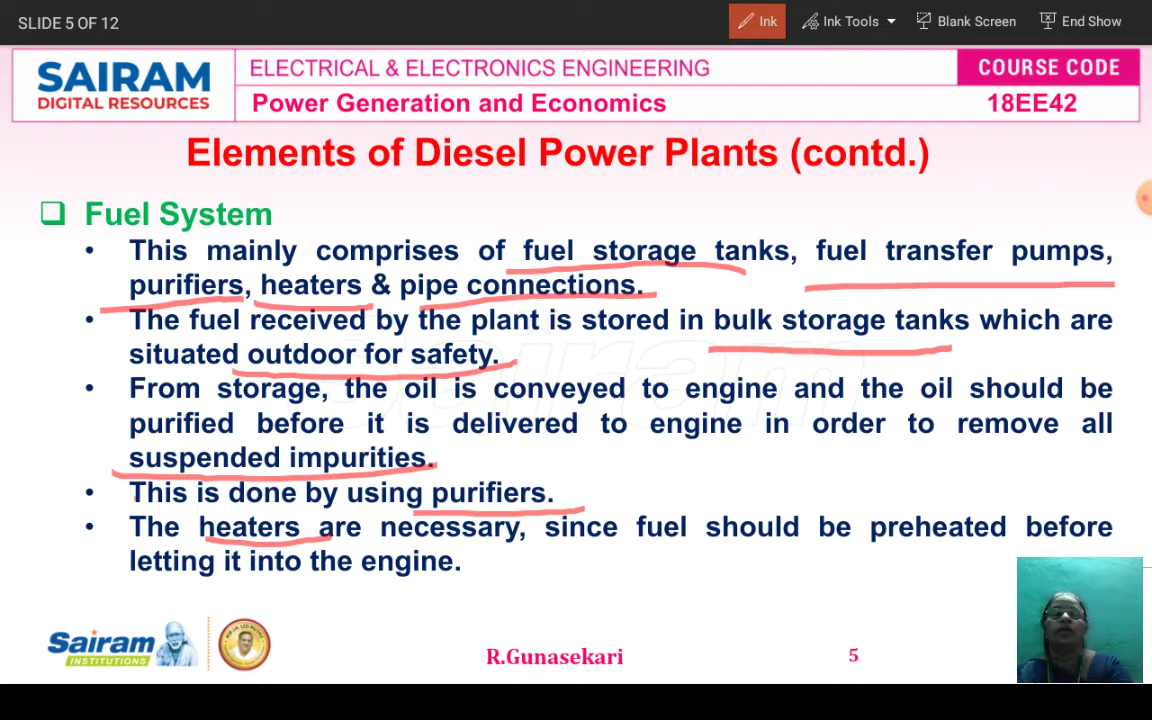 SLIDE 5 OF 12
Ink
Ink Tools
Blank Screen
End Show
SAIRAM
DIGITAL RESOURCES
ELECTRICAL & ELECTRONICS ENGINEERING
COURSE CODE
Power Generation and Economics
18EE42
Elements of Diesel Power Plants (contd.)
❑ Fuel System
• This mainly comprises of fuel storage tanks, fuel transfer pumps,
purifiers, heaters & pipe connections.
• The fuel received by the plant is stored in bulk storage tanks which are
situated outdoor for safety.
• From storage, the oil is conveyed to engine and the oil should be
purified before it is delivered to engine in order to remove all
suspended impurities.
• This is done by using purifiers.
• The heaters are necessary, since fuel should be preheated before
letting it into the engine.
sairam
Sairam
INSTITUTIONS
R.Gunasekari
5